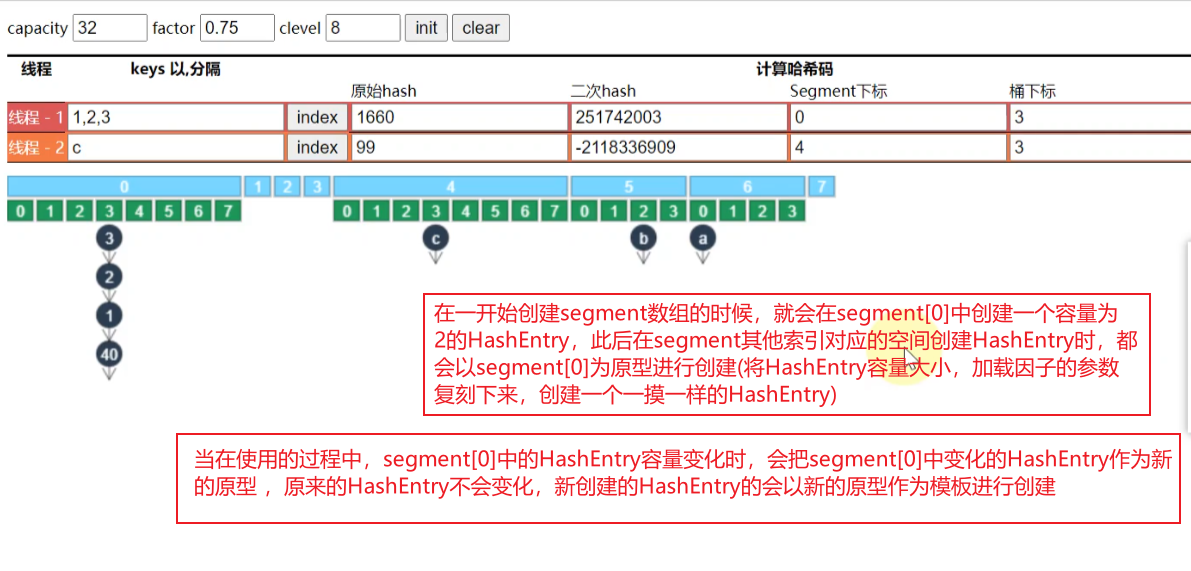 capacity 32 factor 0.75 clevel 8 init clear
线程 keys 以,分隔 计算哈希码
原始hash 二次hash Segment下标 桶下标
线程 - 1 1,2,3 index 1660 251742003 0 3
线程 - 2 c index 99 -2118336909 4 3
0 1 2 3 4 5 6 7
0 1 2 3 4 5 6 7 0 1 2 3 4 5 6 7 0 1 2 3 0 1 2 3
3 c b a
2
1
40
在一开始创建segment数组的时候，就会在segment[0]中创建一个容量为
2的HashEntry，此后在segment其他索引对应的空间创建HashEntry时，都
会以segment[0]为原型进行创建(将HashEntry容量大小，加载因子的参数
复刻下来，创建一个一摸一样的HashEntry)
当在使用的过程中，segment[0]中的HashEntry容量变化时，会把segment[0]中变化的HashEntry作为新
的原型 ，原来的HashEntry不会变化，新创建的HashEntry的会以新的原型作为模板进行创建